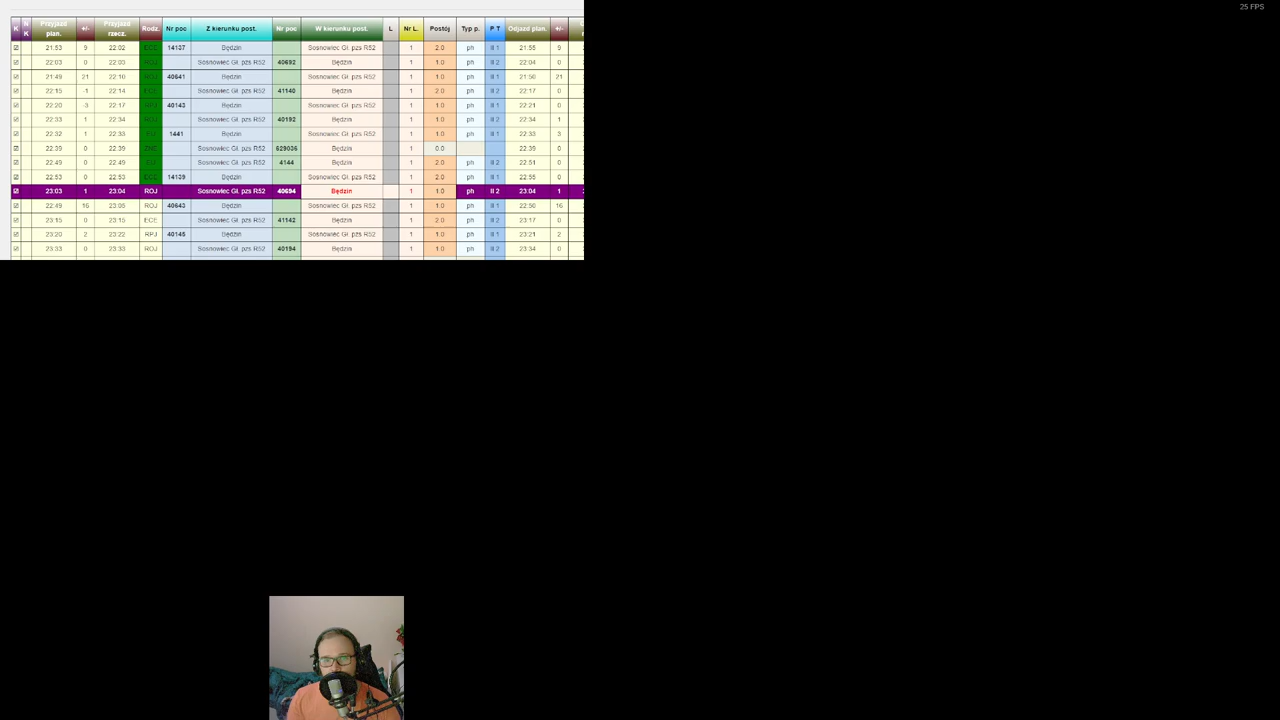 25 FPS
K N K Przyjazd plan. +/- Przyjazd rzecz. Rodz. Nr poc Z kierunku post. Nr poc W kierunku post. L Nr L. Postój Typ p. P T Odjazd plan. +/-
21:53 9 22:02 ECE 14137 Będzin Sosnowiec Gł. pzs R52 1 2.0 ph II 1 21:55 9
22:03 0 22:03 ROJ Sosnowiec Gł. pzs R52 40692 Będzin 1 1.0 ph II 2 22:04 0
21:49 21 22:10 ROJ 40641 Będzin Sosnowiec Gł. pzs R52 1 1.0 ph II 1 21:50 21
22:15 -1 22:14 ECE Sosnowiec Gł. pzs R52 41140 Będzin 1 2.0 ph II 2 22:17 0
22:20 -3 22:17 RPJ 40143 Będzin Sosnowiec Gł. pzs R52 1 1.0 ph II 1 22:21 0
22:33 1 22:34 ROJ Sosnowiec Gł. pzs R52 40192 Będzin 1 1.0 ph II 2 22:34 1
22:32 1 22:33 1441 Będzin Sosnowiec Gł. pzs R52 1 1.0 ph II 1 22:33 3
22:39 0 22:39 Sosnowiec Gł. pzs R52 629036 Będzin 1 0.0 22:39 0
22:49 0 22:49 Sosnowiec Gł. pzs R52 4144 Będzin 1 2.0 ph II 2 22:51 0
22:53 0 22:53 ECE 14139 Będzin Sosnowiec Gł. pzs R52 1 2.0 ph II 1 22:55 0
23:03 1 23:04 ROJ Sosnowiec Gł. pzs R52 40694 Będzin 1 1.0 ph II 2 23:04 1
22:49 16 23:05 ROJ 40643 Będzin Sosnowiec Gł. pzs R52 1 1.0 ph II 1 22:50 16
23:15 0 23:15 ECE Sosnowiec Gł. pzs R52 41142 Będzin 1 2.0 ph II 2 23:17 0
23:20 2 23:22 RPJ 40145 Będzin Sosnowiec Gł. pzs R52 1 1.0 ph II 1 23:21 2
23:33 0 23:33 ROJ Sosnowiec Gł. pzs R52 40194 Będzin 1 1.0 ph II 2 23:34 0